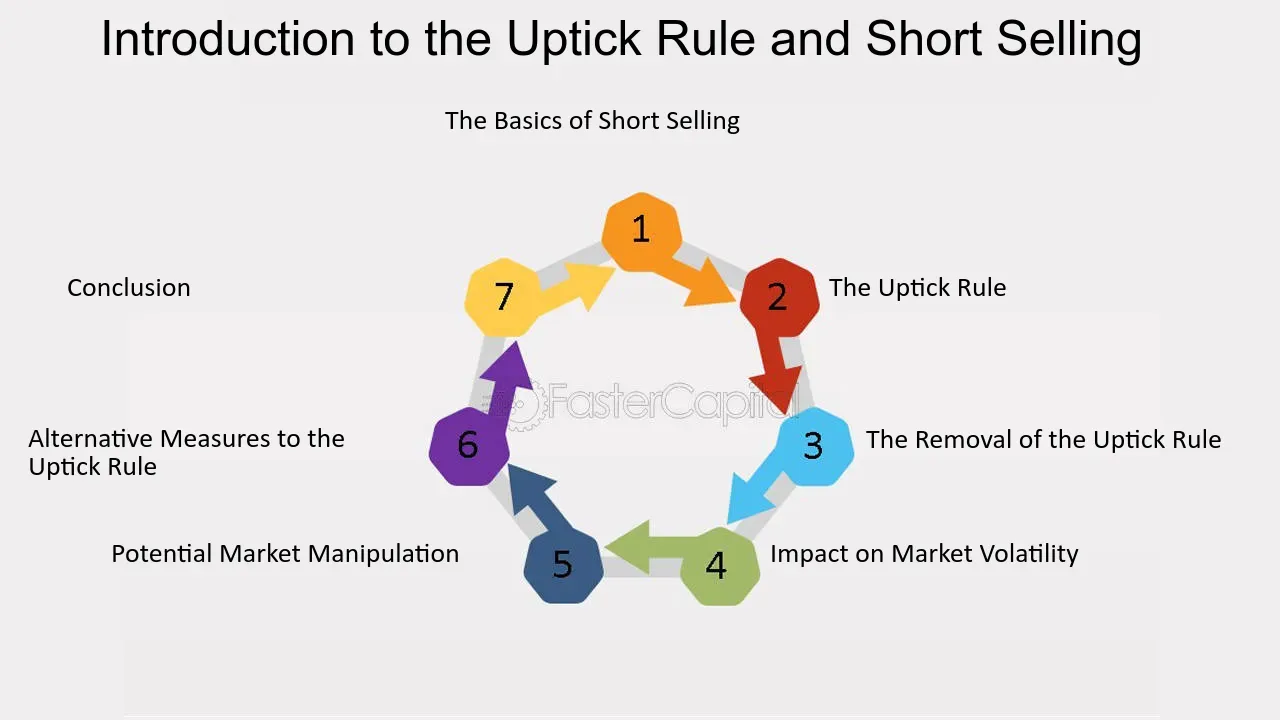 Introduction to the Uptick Rule and Short Selling
The Basics of Short Selling
1
2
The Uptick Rule
3
The Removal of the Uptick Rule
4
Impact on Market Volatility
5
Potential Market Manipulation
6
Alternative Measures to the
Uptick Rule
7
Conclusion
FasterCapital